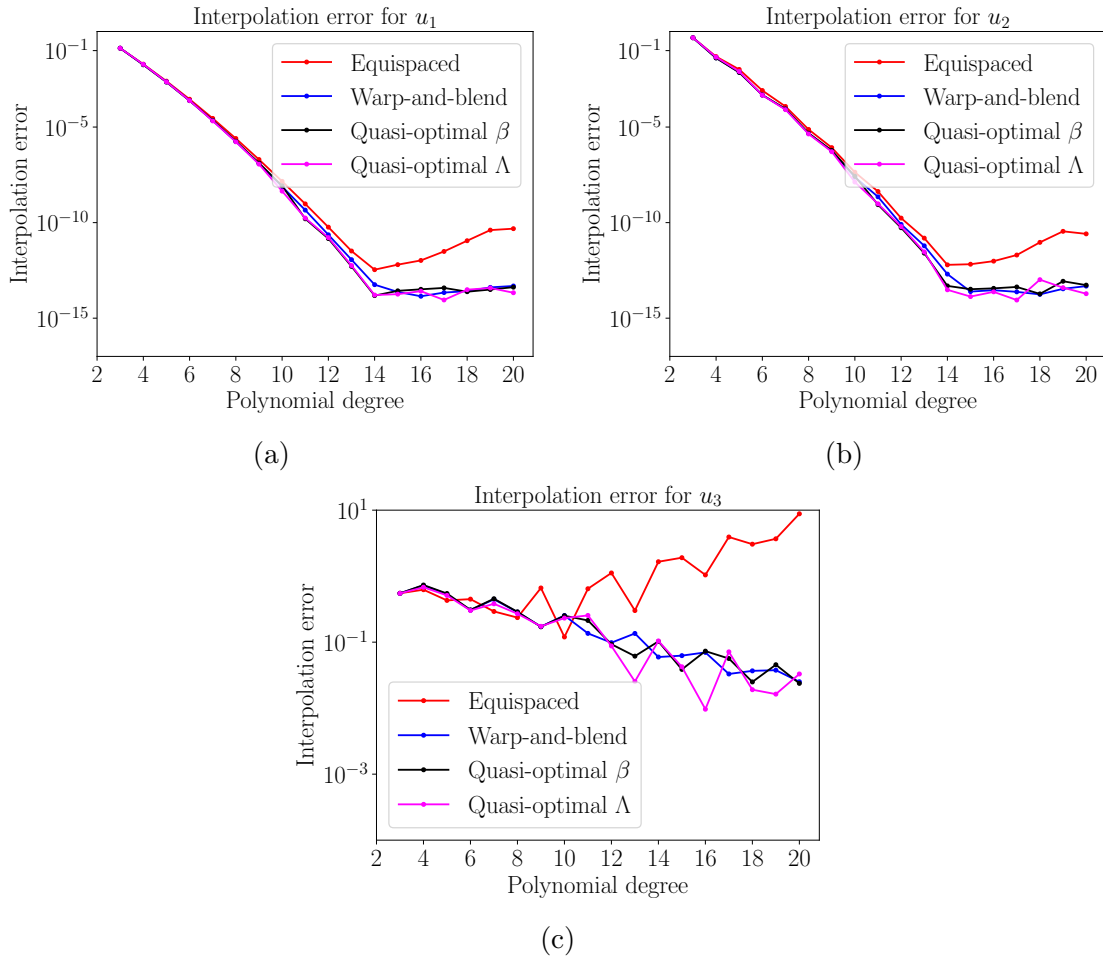 Interpolation error for u₁
Interpolation error
10⁻¹
10⁻⁵
10⁻¹⁰
10⁻¹⁵
Equispaced
Warp-and-blend
Quasi-optimal β
Quasi-optimal Λ
2 4 6 8 10 12 14 16 18 20
Polynomial degree
(a)
Interpolation error for u₂
Interpolation error
10⁻¹
10⁻⁵
10⁻¹⁰
10⁻¹⁵
Equispaced
Warp-and-blend
Quasi-optimal β
Quasi-optimal Λ
2 4 6 8 10 12 14 16 18 20
Polynomial degree
(b)
Interpolation error for u₃
Interpolation error
10¹
10⁻¹
10⁻³
Equispaced
Warp-and-blend
Quasi-optimal β
Quasi-optimal Λ
2 4 6 8 10 12 14 16 18 20
Polynomial degree
(c)